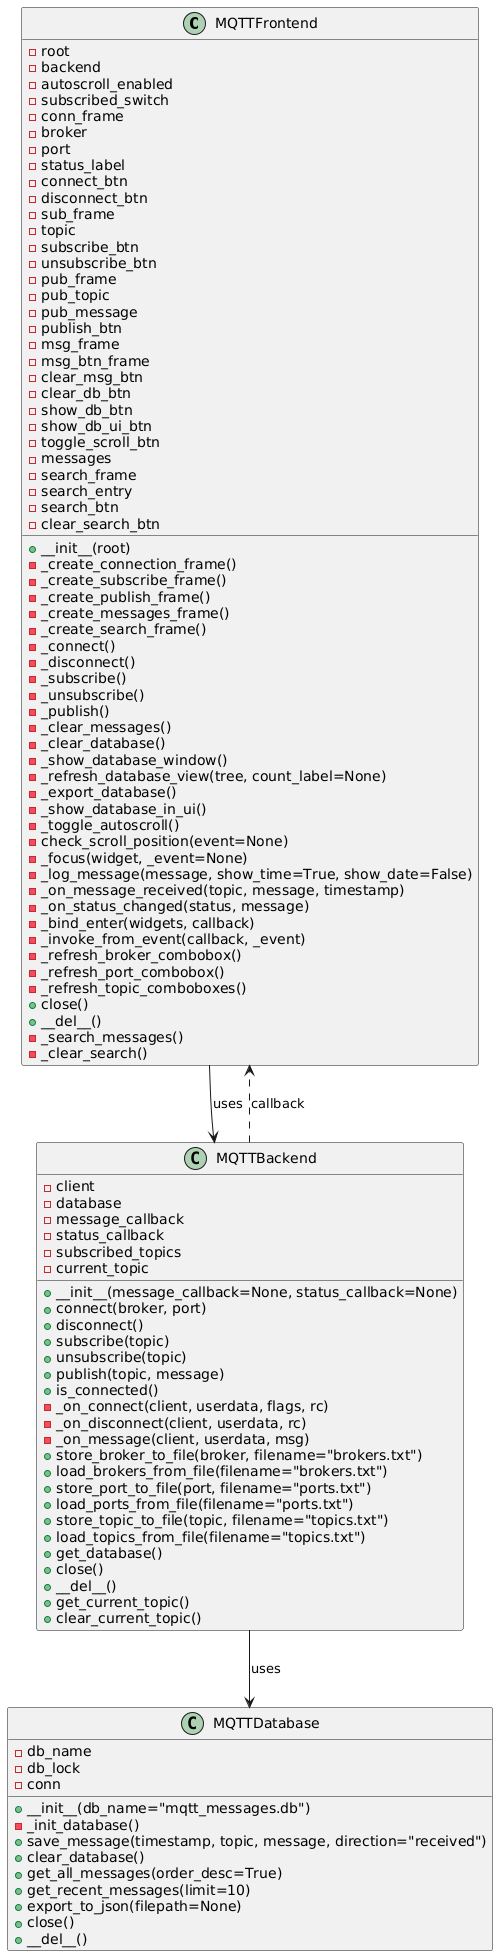 C MQTTFrontend
root
backend
autoscroll_enabled
subscribed_switch
conn_frame
broker
port
status_label
connect_btn
disconnect_btn
sub_frame
topic
subscribe_btn
unsubscribe_btn
pub_frame
pub_topic
pub_message
publish_btn
msg_frame
msg_btn_frame
clear_msg_btn
clear_db_btn
show_db_btn
show_db_ui_btn
toggle_scroll_btn
messages
search_frame
search_entry
search_btn
clear_search_btn
__init__(root)
_create_connection_frame()
_create_subscribe_frame()
_create_publish_frame()
_create_messages_frame()
_create_search_frame()
_connect()
_disconnect()
_subscribe()
_unsubscribe()
_publish()
_clear_messages()
_clear_database()
_show_database_window()
_refresh_database_view(tree, count_label=None)
_export_database()
_show_database_in_ui()
_toggle_autoscroll()
check_scroll_position(event=None)
_focus(widget, _event=None)
_log_message(message, show_time=True, show_date=False)
_on_message_received(topic, message, timestamp)
_on_status_changed(status, message)
_bind_enter(widgets, callback)
_invoke_from_event(callback, _event)
_refresh_broker_combobox()
_refresh_port_combobox()
_refresh_topic_comboboxes()
close()
__del__()
_search_messages()
_clear_search()
uses callback
C MQTTBackend
client
database
message_callback
status_callback
subscribed_topics
current_topic
__init__(message_callback=None, status_callback=None)
connect(broker, port)
disconnect()
subscribe(topic)
unsubscribe(topic)
publish(topic, message)
is_connected()
_on_connect(client, userdata, flags, rc)
_on_disconnect(client, userdata, rc)
_on_message(client, userdata, msg)
store_broker_to_file(broker, filename="brokers.txt")
load_brokers_from_file(filename="brokers.txt")
store_port_to_file(port, filename="ports.txt")
load_ports_from_file(filename="ports.txt")
store_topic_to_file(topic, filename="topics.txt")
load_topics_from_file(filename="topics.txt")
get_database()
close()
__del__()
get_current_topic()
clear_current_topic()
uses
C MQTTDatabase
db_name
db_lock
conn
__init__(db_name="mqtt_messages.db")
_init_database()
save_message(timestamp, topic, message, direction="received")
clear_database()
get_all_messages(order_desc=True)
get_recent_messages(limit=10)
export_to_json(filepath=None)
close()
__del__()